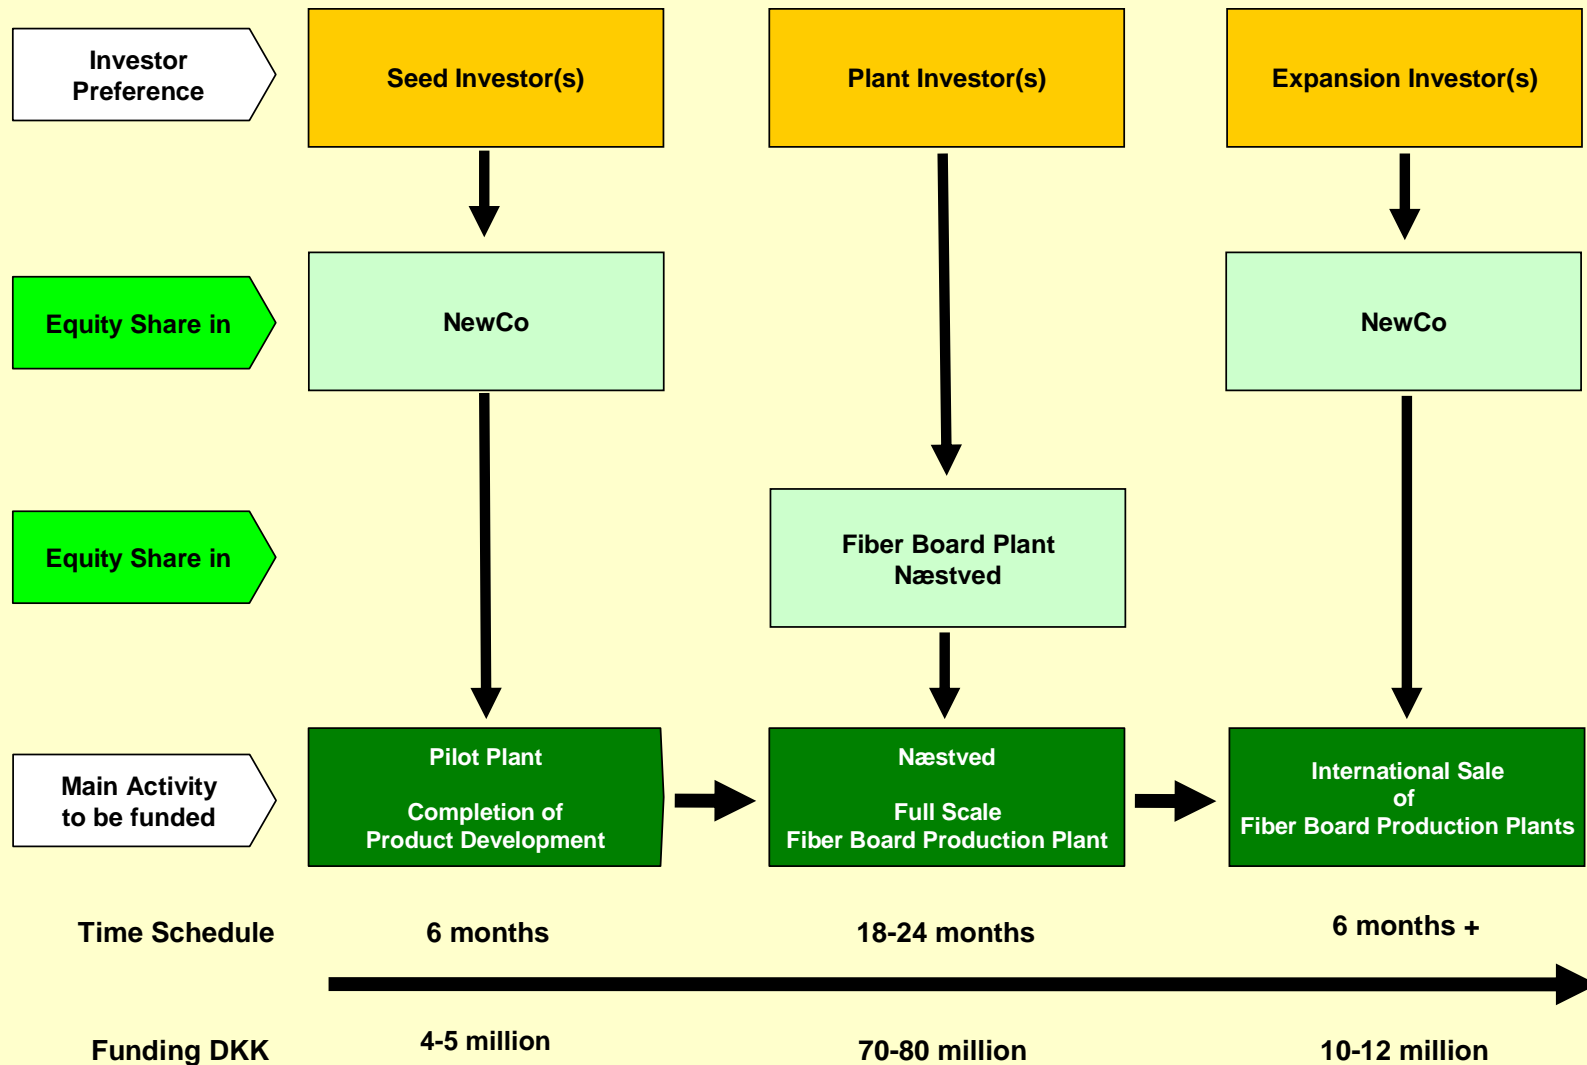 Investor
Preference
Seed Investor(s)
Plant Investor(s)
Expansion Investor(s)
Equity Share in
NewCo
NewCo
Equity Share in
Fiber Board Plant
Næstved
Main Activity
to be funded
Pilot Plant
Completion of
Product Development
Næstved
Full Scale
Fiber Board Production Plant
International Sale
of
Fiber Board Production Plants
Time Schedule
6 months
18-24 months
6 months +
Funding DKK
4-5 million
70-80 million
10-12 million